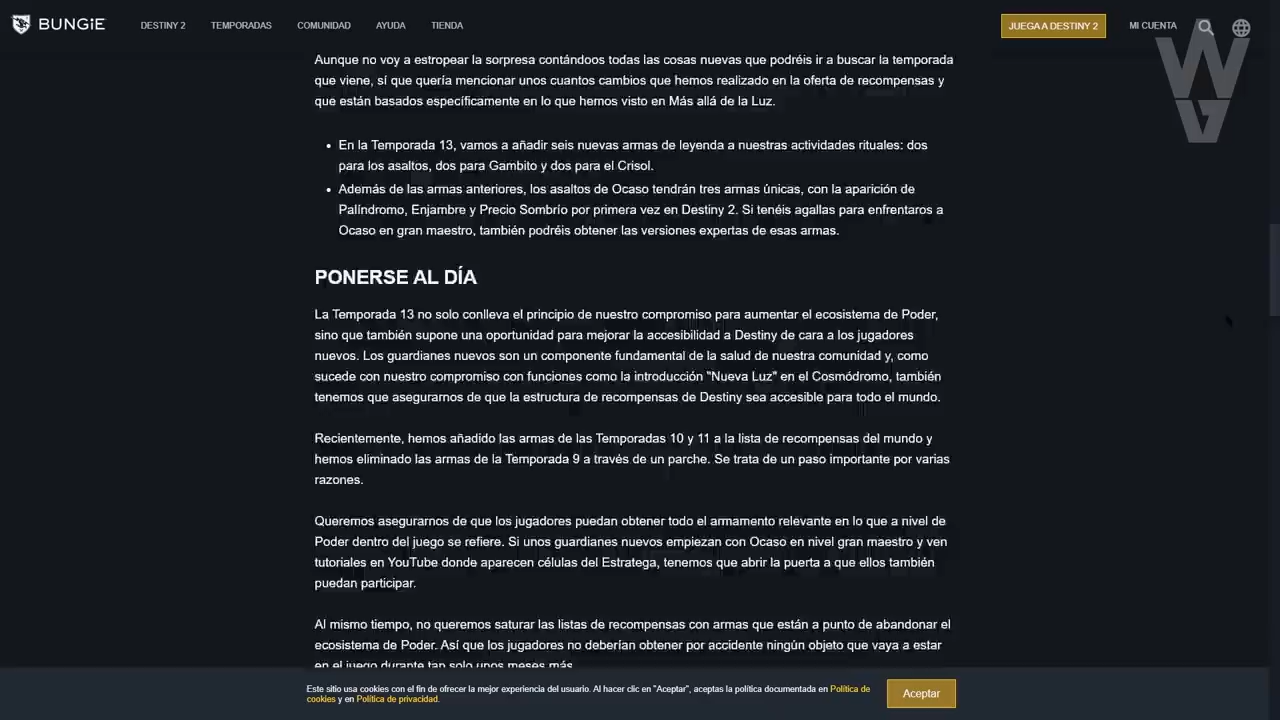 BUNGiE
DESTINY 2
TEMPORADAS
COMUNIDAD
AYUDA
TIENDA
JUEGA A DESTINY 2
MI CUENTA
Aunque no voy a estropear la sorpresa contándoos todas las cosas nuevas que podréis ir a buscar la temporada
que viene, sí que quería mencionar unos cuantos cambios que hemos realizado en la oferta de recompensas y
que están basados específicamente en lo que hemos visto en Más allá de la Luz.
• En la Temporada 13, vamos a añadir seis nuevas armas de leyenda a nuestras actividades rituales: dos
para los asaltos, dos para Gambito y dos para el Crisol.
• Además de las armas anteriores, los asaltos de Ocaso tendrán tres armas únicas, con la aparición de
Palíndromo, Enjambre y Precio Sombrío por primera vez en Destiny 2. Si tenéis agallas para enfrentaros a
Ocaso en gran maestro, también podréis obtener las versiones expertas de esas armas.
PONERSE AL DÍA
La Temporada 13 no solo conlleva el principio de nuestro compromiso para aumentar el ecosistema de Poder,
sino que también supone una oportunidad para mejorar la accesibilidad a Destiny de cara a los jugadores
nuevos. Los guardianes nuevos son un componente fundamental de la salud de nuestra comunidad y, como
sucede con nuestro compromiso con funciones como la introducción "Nueva Luz" en el Cosmódromo, también
tenemos que asegurarnos de que la estructura de recompensas de Destiny sea accesible para todo el mundo.
Recientemente, hemos añadido las armas de las Temporadas 10 y 11 a la lista de recompensas del mundo y
hemos eliminado las armas de la Temporada 9 a través de un parche. Se trata de un paso importante por varias
razones.
Queremos asegurarnos de que los jugadores puedan obtener todo el armamento relevante en lo que a nivel de
Poder dentro del juego se refiere. Si unos guardianes nuevos empiezan con Ocaso en nivel gran maestro y ven
tutoriales en YouTube donde aparecen células del Estratega, tenemos que abrir la puerta a que ellos también
puedan participar.
Al mismo tiempo, no queremos saturar las listas de recompensas con armas que están a punto de abandonar el
ecosistema de Poder. Así que los jugadores no deberían obtener por accidente ningún objeto que vaya a estar
en el juego durante tan solo unos meses más.
Este sitio usa cookies con el fin de ofrecer la mejor experiencia del usuario. Al hacer clic en "Aceptar", aceptas la política documentada en Política de
cookies y en Política de privacidad.
Aceptar